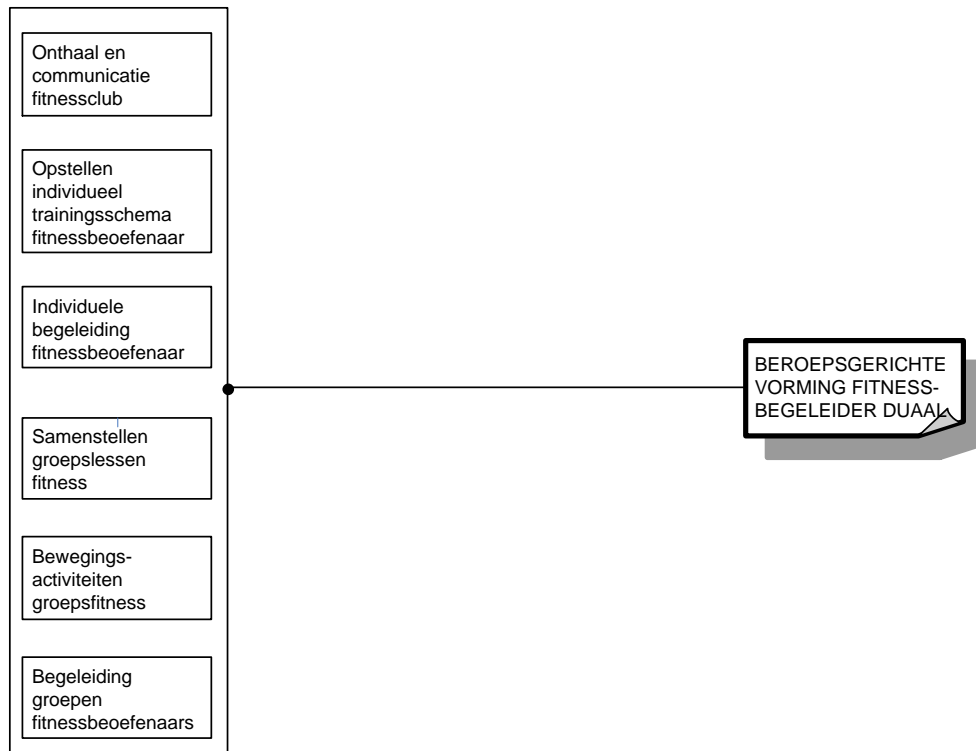 Onthaal en
communicatie
fitnessclub
Opstellen
individueel
trainingsschema
fitnessbeoefenaar
Individuele
begeleiding
fitnessbeoefenaar
Samenstellen
groepslessen
fitness
Bewegings-
activiteiten
groepsfitness
Begeleiding
groepen
fitnessbeoefenaars
BEROEPSGERICHTE
VORMING FITNESS-
BEGELEIDER DUAAL